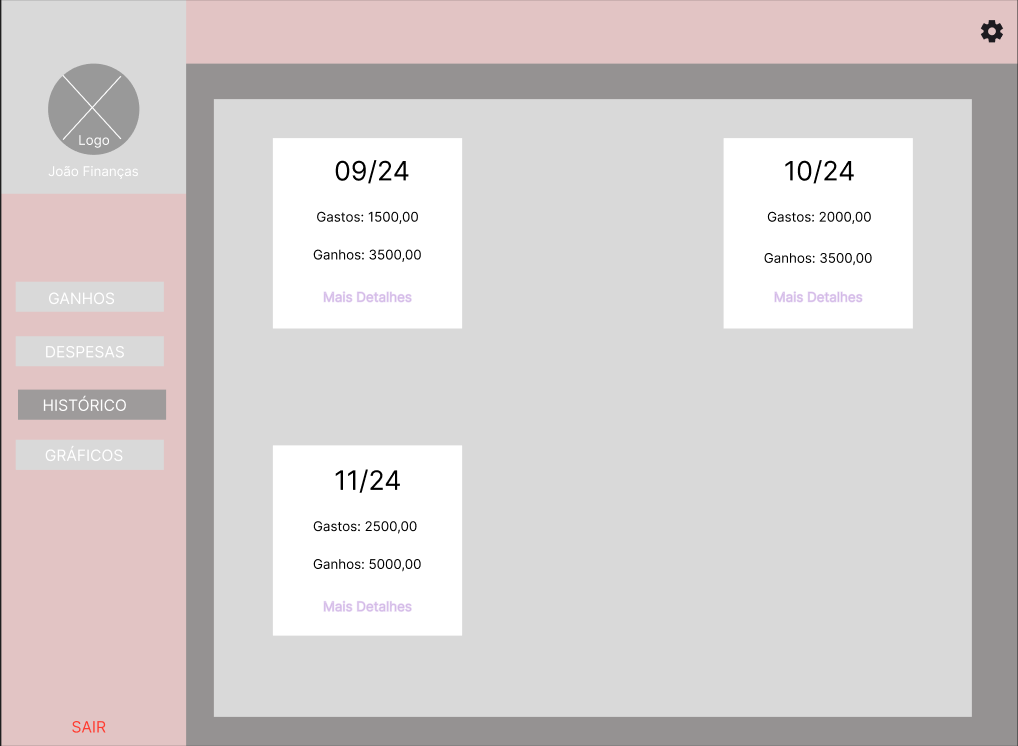 Logo
João Finanças
GANHOS
DESPESAS
HISTÓRICO
GRÁFICOS
SAIR
09/24
Gastos: 1500,00
Ganhos: 3500,00
Mais Detalhes
10/24
Gastos: 2000,00
Ganhos: 3500,00
Mais Detalhes
11/24
Gastos: 2500,00
Ganhos: 5000,00
Mais Detalhes